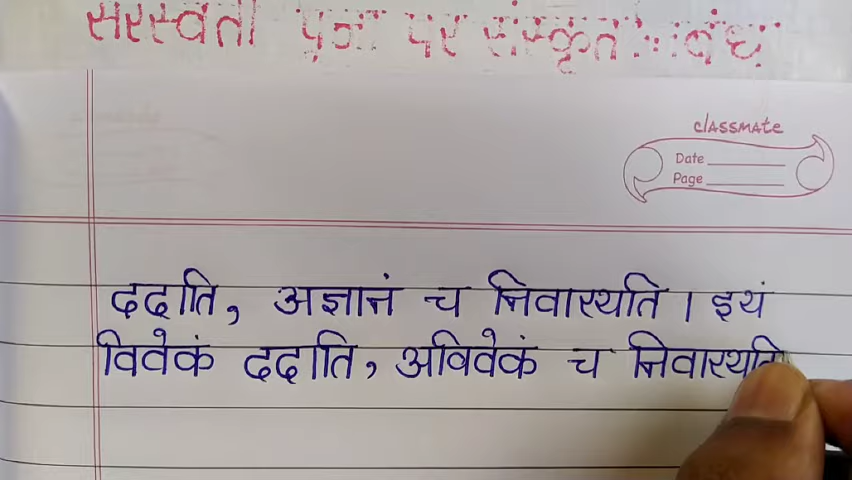 सरस्वती पूजा पर संस्कृत निबंध
classmate
Date
Page
ददाति, अज्ञानं च निवारयति । इयं
विवेकं ददाति, अविवेकं च निवारयति